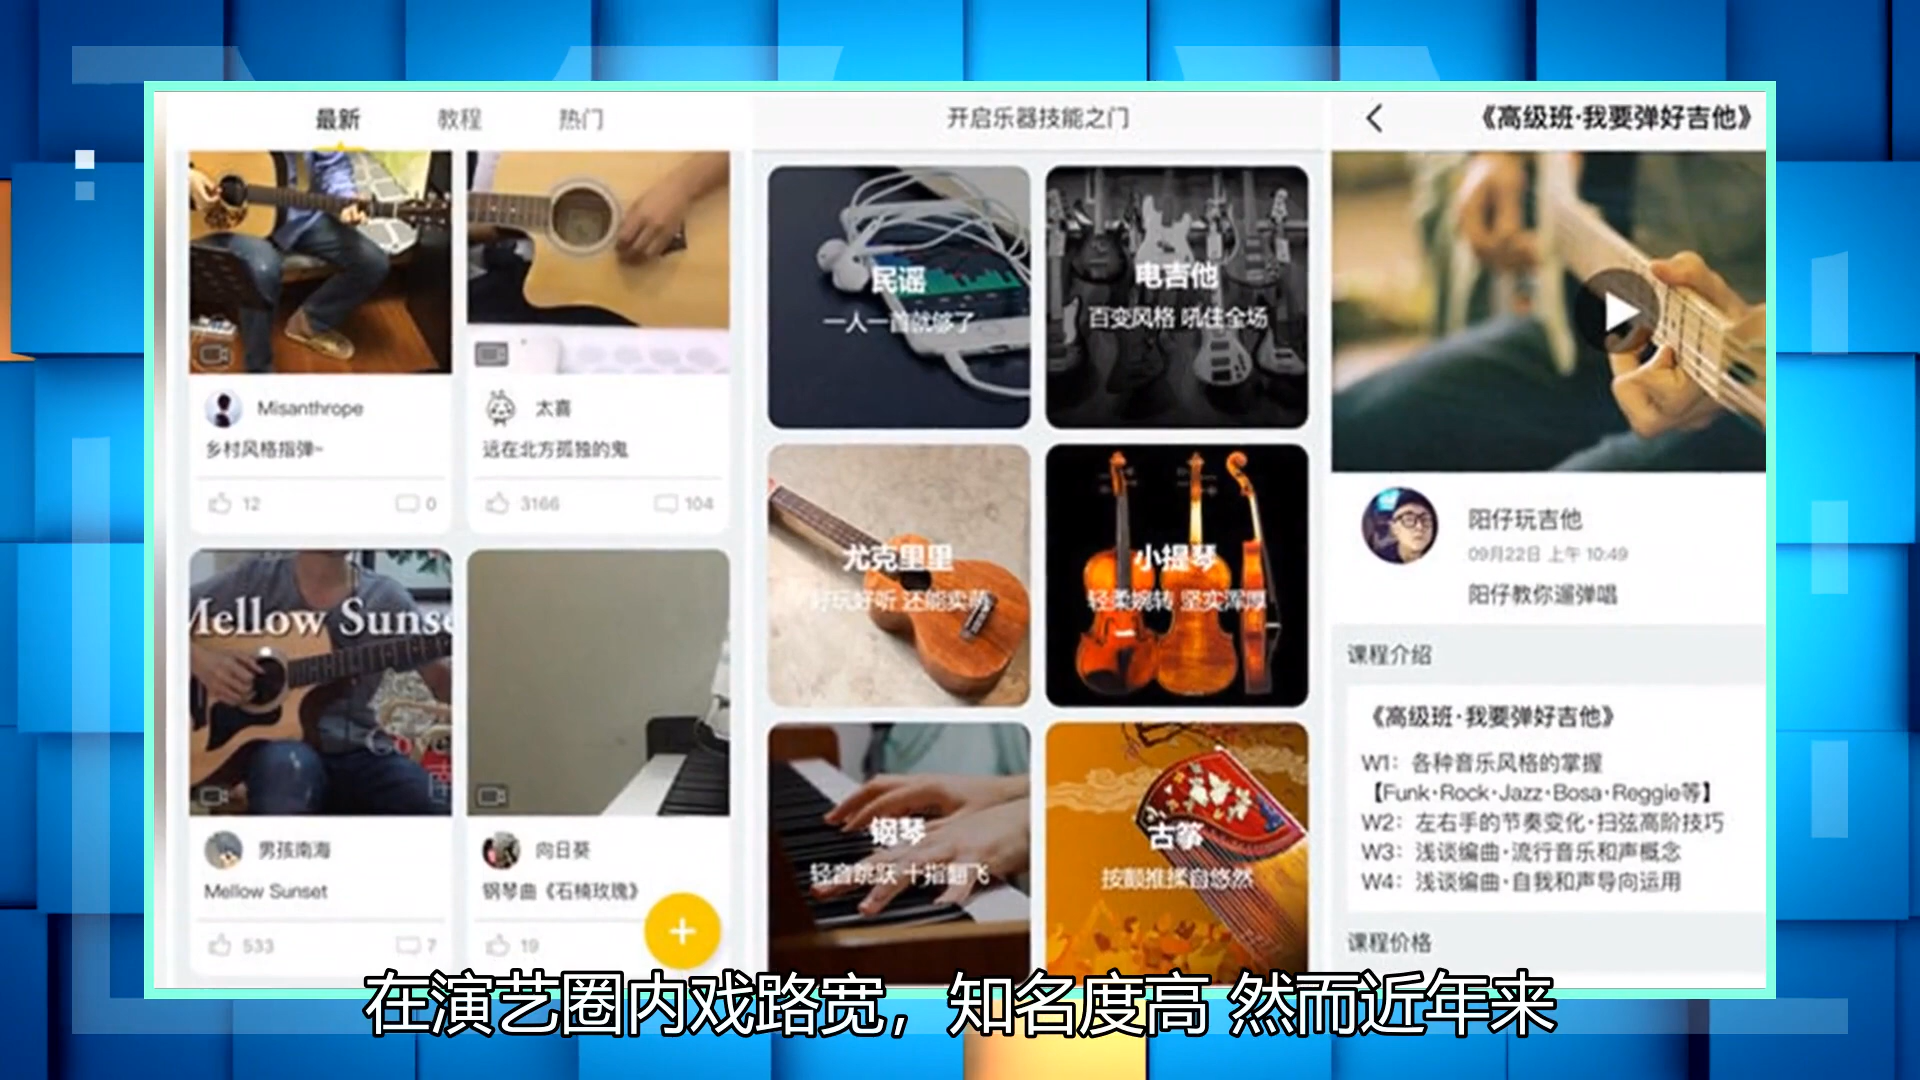 最新
教程
热门
Misanthrope
乡村风格指弹~
12
0
太喜
远在北方孤独的鬼
3166
104
Mellow Sunse
Cove
南
男孩南海
Mellow Sunset
533
7
向日葵
钢琴曲《石楠玫瑰》
19
开启乐器技能之门
民谣
一人一首就够了
电吉他
百变风格 吼住全场
尤克里里
好玩好听 还能卖萌
小提琴
轻柔婉转 坚实浑厚
钢琴
轻音跳跃 十指翻飞
古筝
按颤推揉音悠然
《高级班·我要弹好吉他》
阳仔玩吉他
09月22日 上午 10:49
阳仔教你遛弹唱
课程介绍
《高级班·我要弹好吉他》
W1：各种音乐风格的掌握
【Funk·Rock·Jazz·Bosa·Reggie等】
W2：左右手的节奏变化·扫弦高阶技巧
W3：浅谈编曲·流行音乐和声概念
W4：浅谈编曲·自我和声导向运用
课程价格
在演艺圈内戏路宽，知名度高 然而近年来